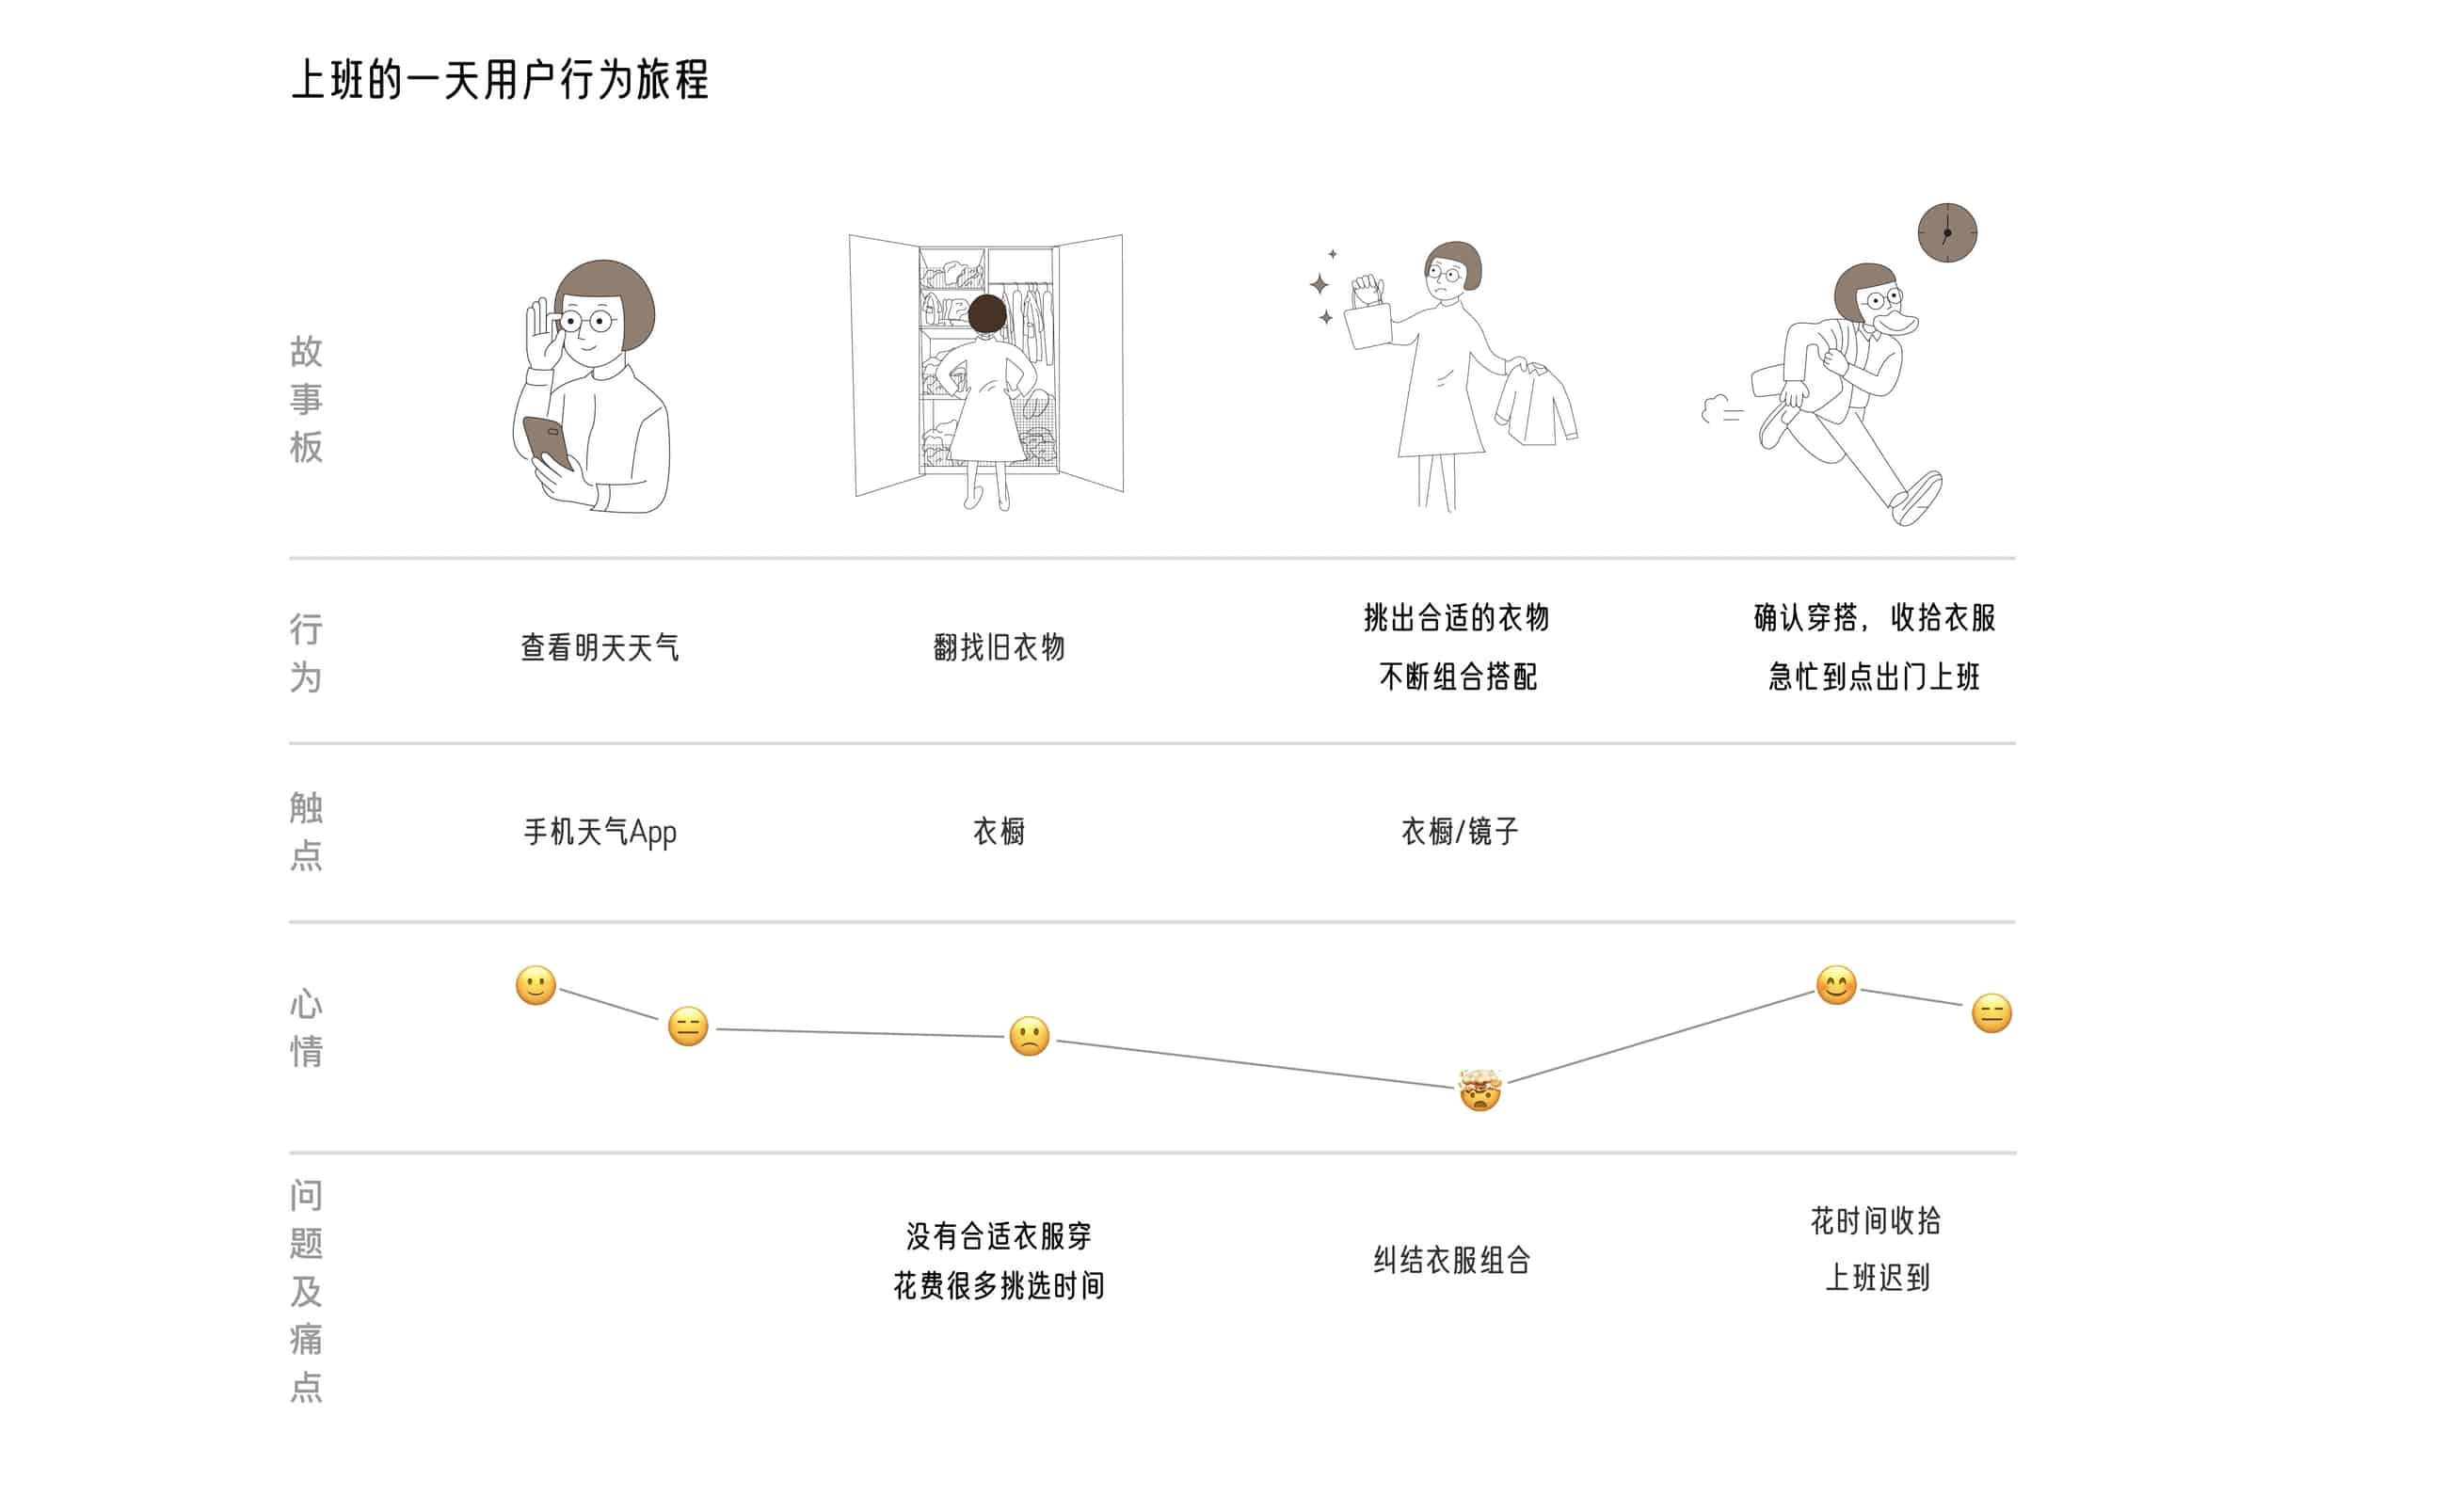 上班的一天用户行为旅程
故事板
行为
查看明天天气
翻找旧衣物
挑出合适的衣物
不断组合搭配
确认穿搭，收拾衣服
急忙到点出门上班
触点
手机天气App
衣橱
衣橱/镜子
心情
问题及痛点
没有合适衣服穿
花费很多挑选时间
纠结衣服组合
花时间收拾
上班迟到